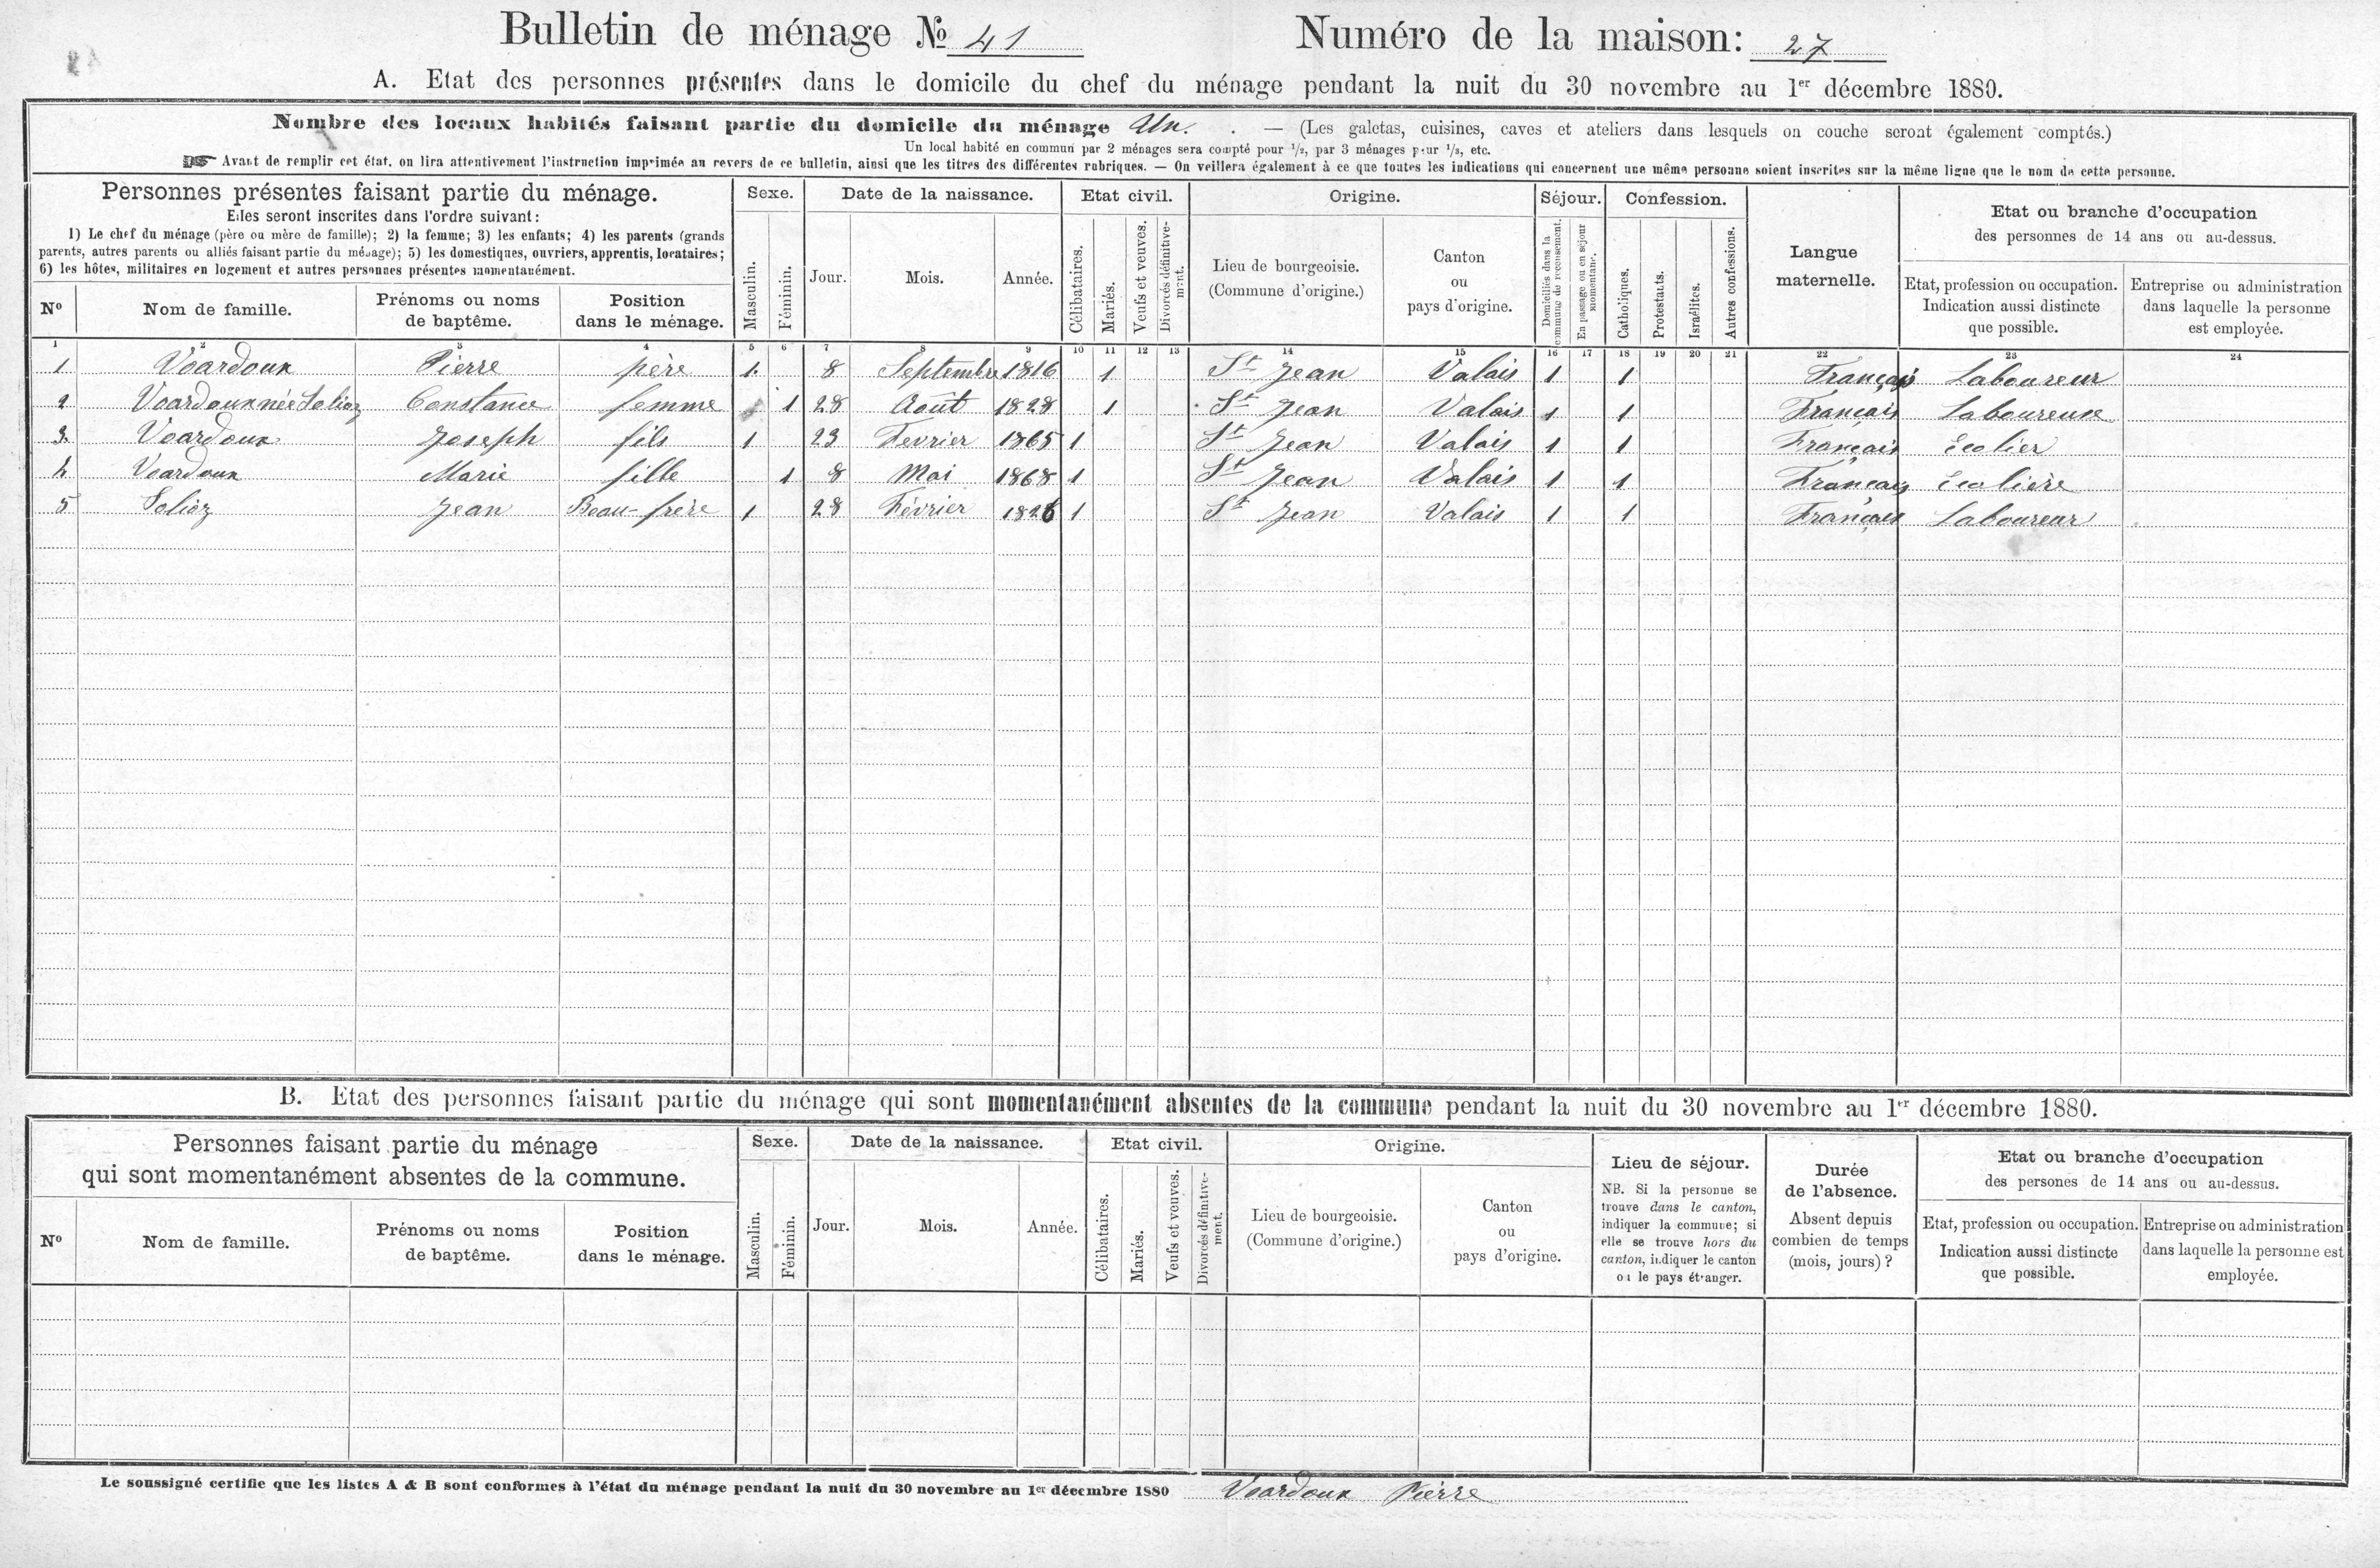 Bulletin de ménage № 41 Numéro de la maison: 27
A. Etat des personnes présentes dans le domicile du chef du ménage pendant la nuit du 30 novembre au 1er décembre 1880.
Nombre des locaux habités faisant partie du domicile du ménage Un. . — (Les galetas, cuisines, caves et ateliers dans lesquels on couche seront également comptés.)
Un local habité en commun par 2 ménages sera compté pour 1/2, par 3 ménages pour 1/3, etc.
☞ Avant de remplir cet état, on lira attentivement l'instruction imprimée au revers de ce bulletin, ainsi que les titres des différentes rubriques. — On veillera également à ce que toutes les indications qui concernent une même personne soient inscrites sur la même ligne que le nom de cette personne.
Personnes présentes faisant partie du ménage.
Elles seront inscrites dans l'ordre suivant:
1) Le chef du ménage (père ou mère de famille); 2) la femme; 3) les enfants; 4) les parents (grands
parents, autres parents ou alliés faisant partie du ménage); 5) les domestiques, ouvriers, apprentis, locataires;
6) les hôtes, militaires en logement et autres personnes présentes momentanément.
Nº Nom de famille. Prénoms ou noms de baptême. Position dans le ménage.
Sexe. Masculin. Féminin.
Date de la naissance. Jour. Mois. Année.
Etat civil. Célibataires. Mariés. Veufs et veuves. Divorcés définitive-ment.
Origine. Lieu de bourgeoisie. (Commune d'origine.) Canton ou pays d'origine.
Séjour. Domiciliés dans la commune de recensement. En passage ou en séjour momentané.
Confession. Catholiques. Protestants. Israélites. Autres confessions.
Langue maternelle.
Etat ou branche d'occupation des personnes de 14 ans ou au-dessus.
Etat, profession ou occupation. Indication aussi distincte que possible.
Entreprise ou administration dans laquelle la personne est employée.
1 2 3 4 5 6 7 8 9 10 11 12 13 14 15 16 17 18 19 20 21 22 23 24
1 Voardoux Pierre père 1. 8 Septembre 1816 1 St Jean Valais 1 1 Français Laboureur
2 Voardoux née Solioz Constance femme 1 28 Août 1828 1 St Jean Valais 1 1 Français Laboureuse
3. Voardoux Joseph fils 1 23 Fevrier 1865 1 St Jean Valais 1 1 Français Ecolier
4 Voardoux Marie fille 1 8 Mai 1868 1 St Jean Valais 1 1 Français Ecolière
5 Solioz Jean Beau-frère 1 28 Février 1826 1 St Jean Valais 1 1 Français Laboureur
B. Etat des personnes faisant partie du ménage qui sont momentanément absentes de la commune pendant la nuit du 30 novembre au 1er décembre 1880.
Personnes faisant partie du ménage
qui sont momentanément absentes de la commune.
Nº Nom de famille. Prénoms ou noms de baptême. Position dans le ménage.
Sexe. Masculin. Féminin.
Date de la naissance. Jour. Mois. Année.
Etat civil. Célibataires. Mariés. Veufs et veuves. Divorcés définitive-ment.
Origine. Lieu de bourgeoisie. (Commune d'origine.) Canton ou pays d'origine.
Lieu de séjour.
NB. Si la personne se
trouve dans le canton,
indiquer la commune; si
elle se trouve hors du
canton, indiquer le canton
ou le pays étranger.
Durée de l'absence.
Absent depuis combien de temps (mois, jours)?
Etat ou branche d'occupation des persones de 14 ans ou au-dessus.
Etat, profession ou occupation. Indication aussi distincte que possible.
Entreprise ou administration dans laquelle la personne est employée.
Le soussigné certifie que les listes A & B sont conformes à l'état du ménage pendant la nuit du 30 novembre au 1er décembre 1880 Voardoux Pierre